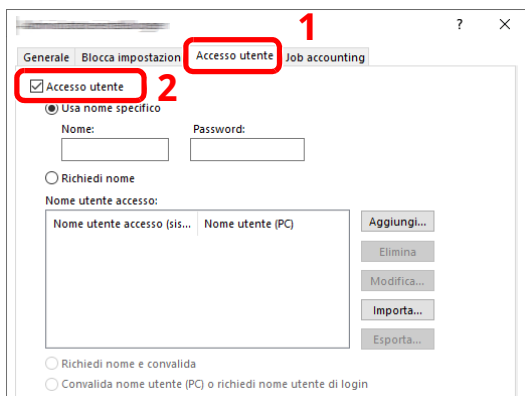 ? ×
1
Generale Blocca impostazion Accesso utente Job accounting
Accesso utente 2
Usa nome specifico
Nome: Password:
Richiedi nome
Nome utente accesso:
Nome utente accesso (sis... Nome utente (PC) Aggiungi...
Elimina
Modifica...
Importa...
Esporta...
Richiedi nome e convalida
Convalida nome utente (PC) o richiedi nome utente di login